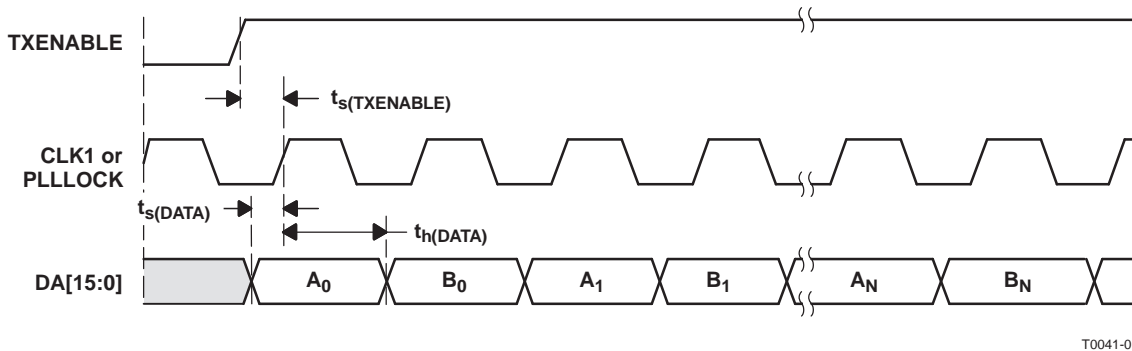 TXENABLE
ts(TXENABLE)
CLK1 or
PLLLOCK
ts(DATA)
th(DATA)
DA[15:0]
A0
B0
A1
B1
AN
BN
T0041-0